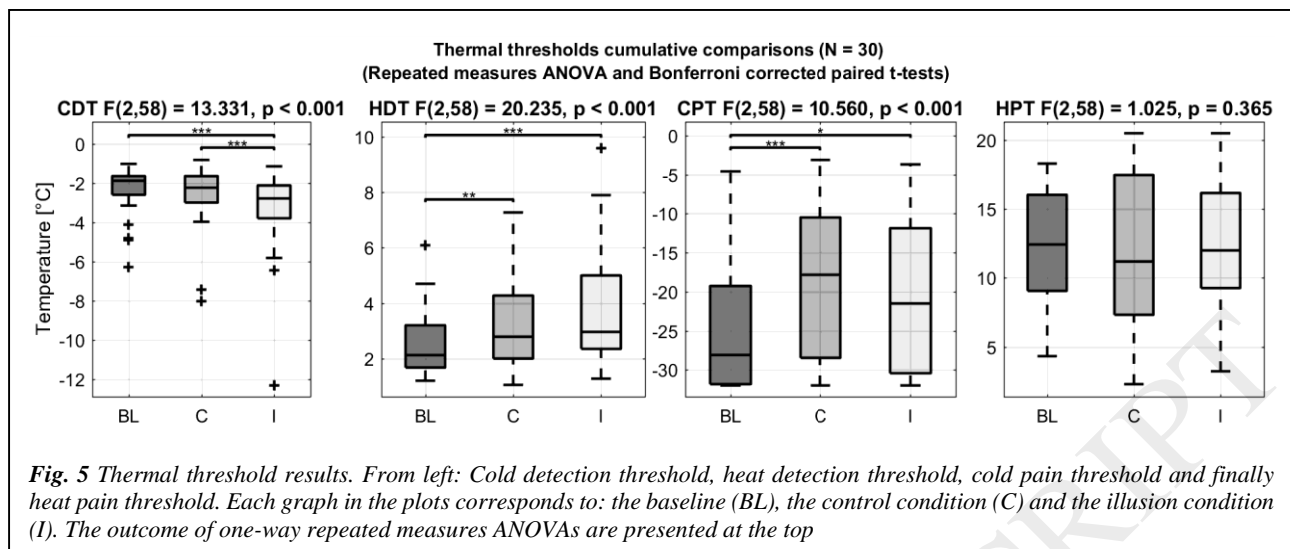 Thermal thresholds cumulative comparisons (N = 30)
(Repeated measures ANOVA and Bonferroni corrected paired t-tests)
CDT F(2,58) = 13.331, p < 0.001
HDT F(2,58) = 20.235, p < 0.001
CPT F(2,58) = 10.560, p < 0.001
HPT F(2,58) = 1.025, p = 0.365
Temperature [°C]
0
-2
-4
-6
-8
-10
-12
***
***
BL C I
10
8
6
4
2
***
**
BL C I
0
-5
-10
-15
-20
-25
-30
*
***
BL C I
20
15
10
5
BL C I
Fig. 5 Thermal threshold results. From left: Cold detection threshold, heat detection threshold, cold pain threshold and finally
heat pain threshold. Each graph in the plots corresponds to: the baseline (BL), the control condition (C) and the illusion condition
(I). The outcome of one-way repeated measures ANOVAs are presented at the top
CRIPT